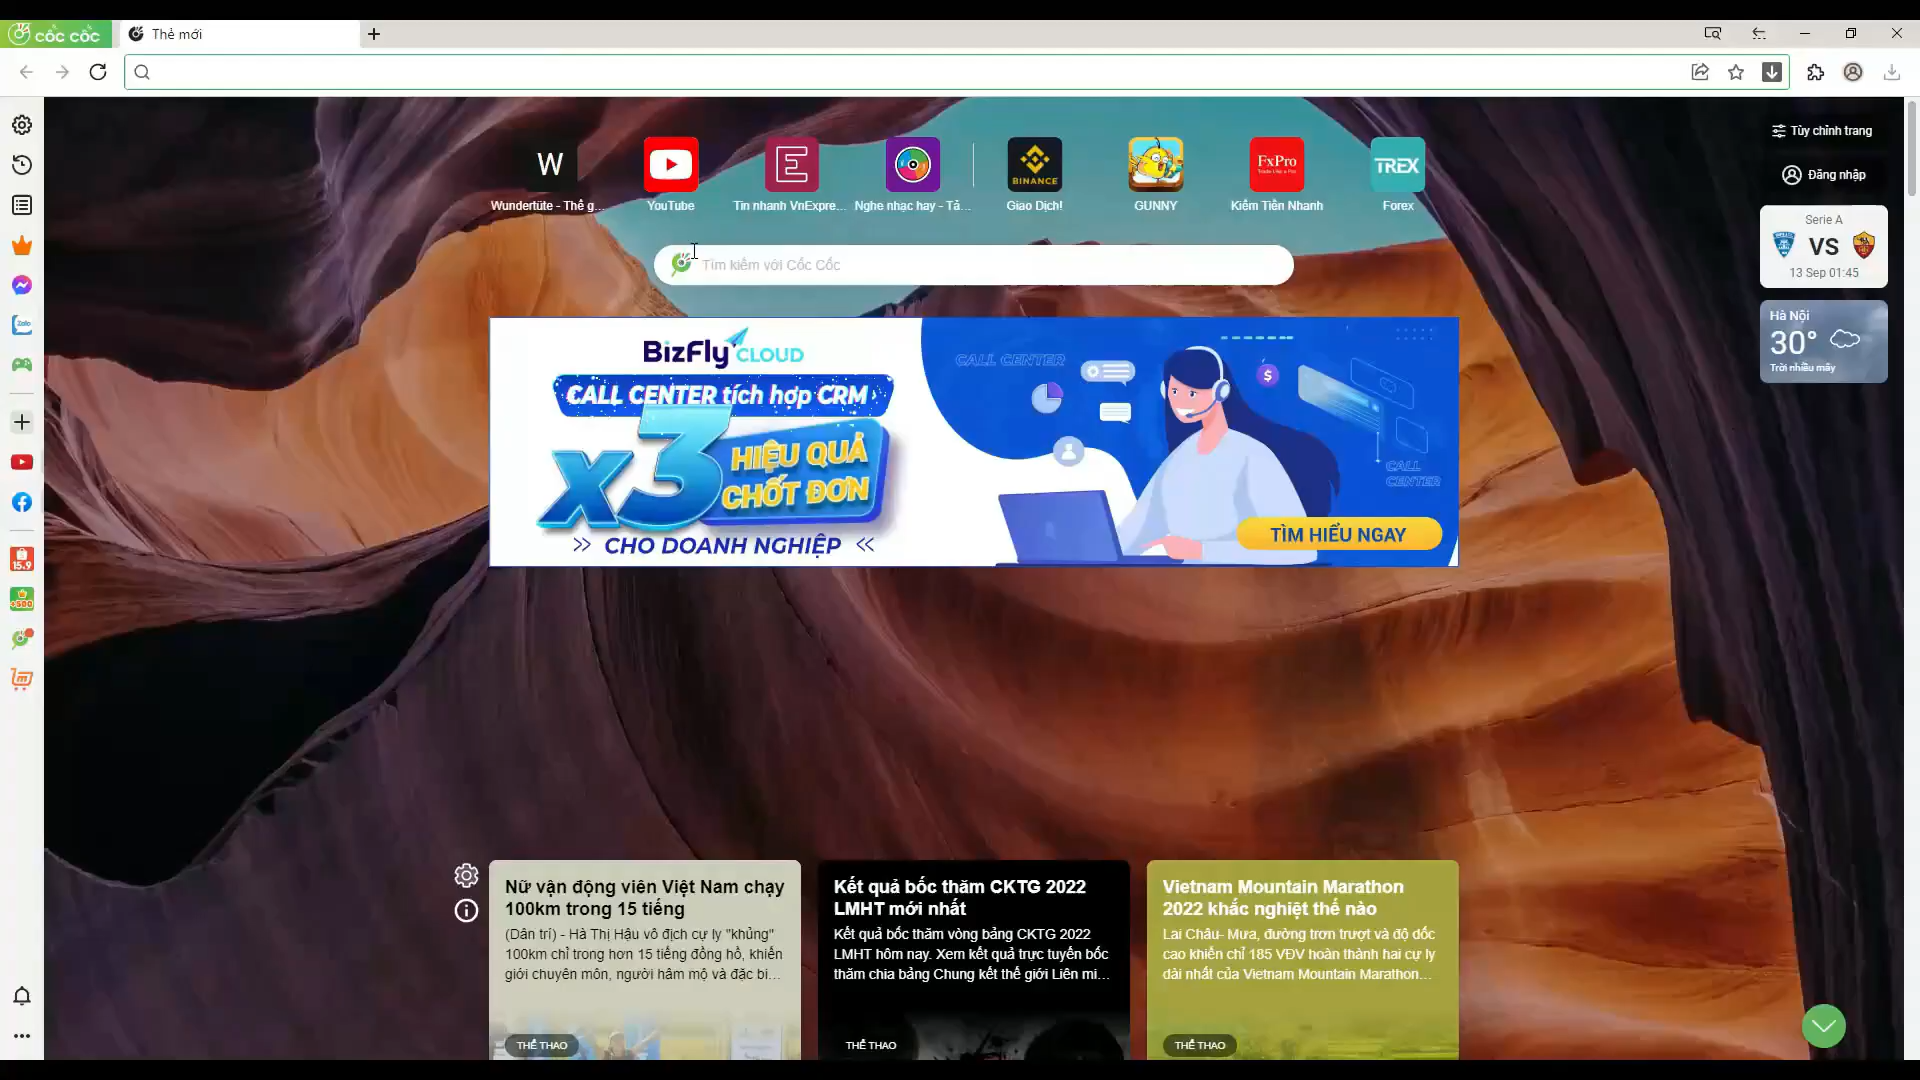 cốc cốc
Thẻ mới
Tùy chỉnh trang
Đăng nhập
W
BINANCE
FxPro
Trade Like a Pro
TREX
Wundertüte - Thế g...
YouTube
Tin nhanh VnExpre...
Nghe nhạc hay - Tả...
Giao Dịch!
GUNNY
Kiếm Tiền Nhanh
Forex
Tìm kiếm với Cốc Cốc
Serie A
VS
13 Sep 01:45
Hà Nội
30°
Trời nhiều mây
BizFly CLOUD
CALL CENTER tích hợp CRM
x3 HIỆU QUẢ
CHỐT ĐƠN
CHO DOANH NGHIỆP
CALL CENTER
CALL
CENTER
TÌM HIỂU NGAY
Zalo
15.9
+500
Nữ vận động viên Việt Nam chạy
100km trong 15 tiếng
(Dân trí) - Hà Thị Hậu vô địch cự ly "khủng"
100km chỉ trong hơn 15 tiếng đồng hồ, khiến
giới chuyên môn, người hâm mộ và đặc bi...
THỂ THAO
Kết quả bốc thăm CKTG 2022
LMHT mới nhất
Kết quả bốc thăm vòng bảng CKTG 2022
LMHT hôm nay. Xem kết quả trực tuyến bốc
thăm chia bảng Chung kết thế giới Liên mi...
THỂ THAO
Vietnam Mountain Marathon
2022 khắc nghiệt thế nào
Lai Châu- Mưa, đường trơn trượt và độ dốc
cao khiến chỉ 185 VĐV hoàn thành hai cự ly
dài nhất của Vietnam Mountain Marathon...
THỂ THAO